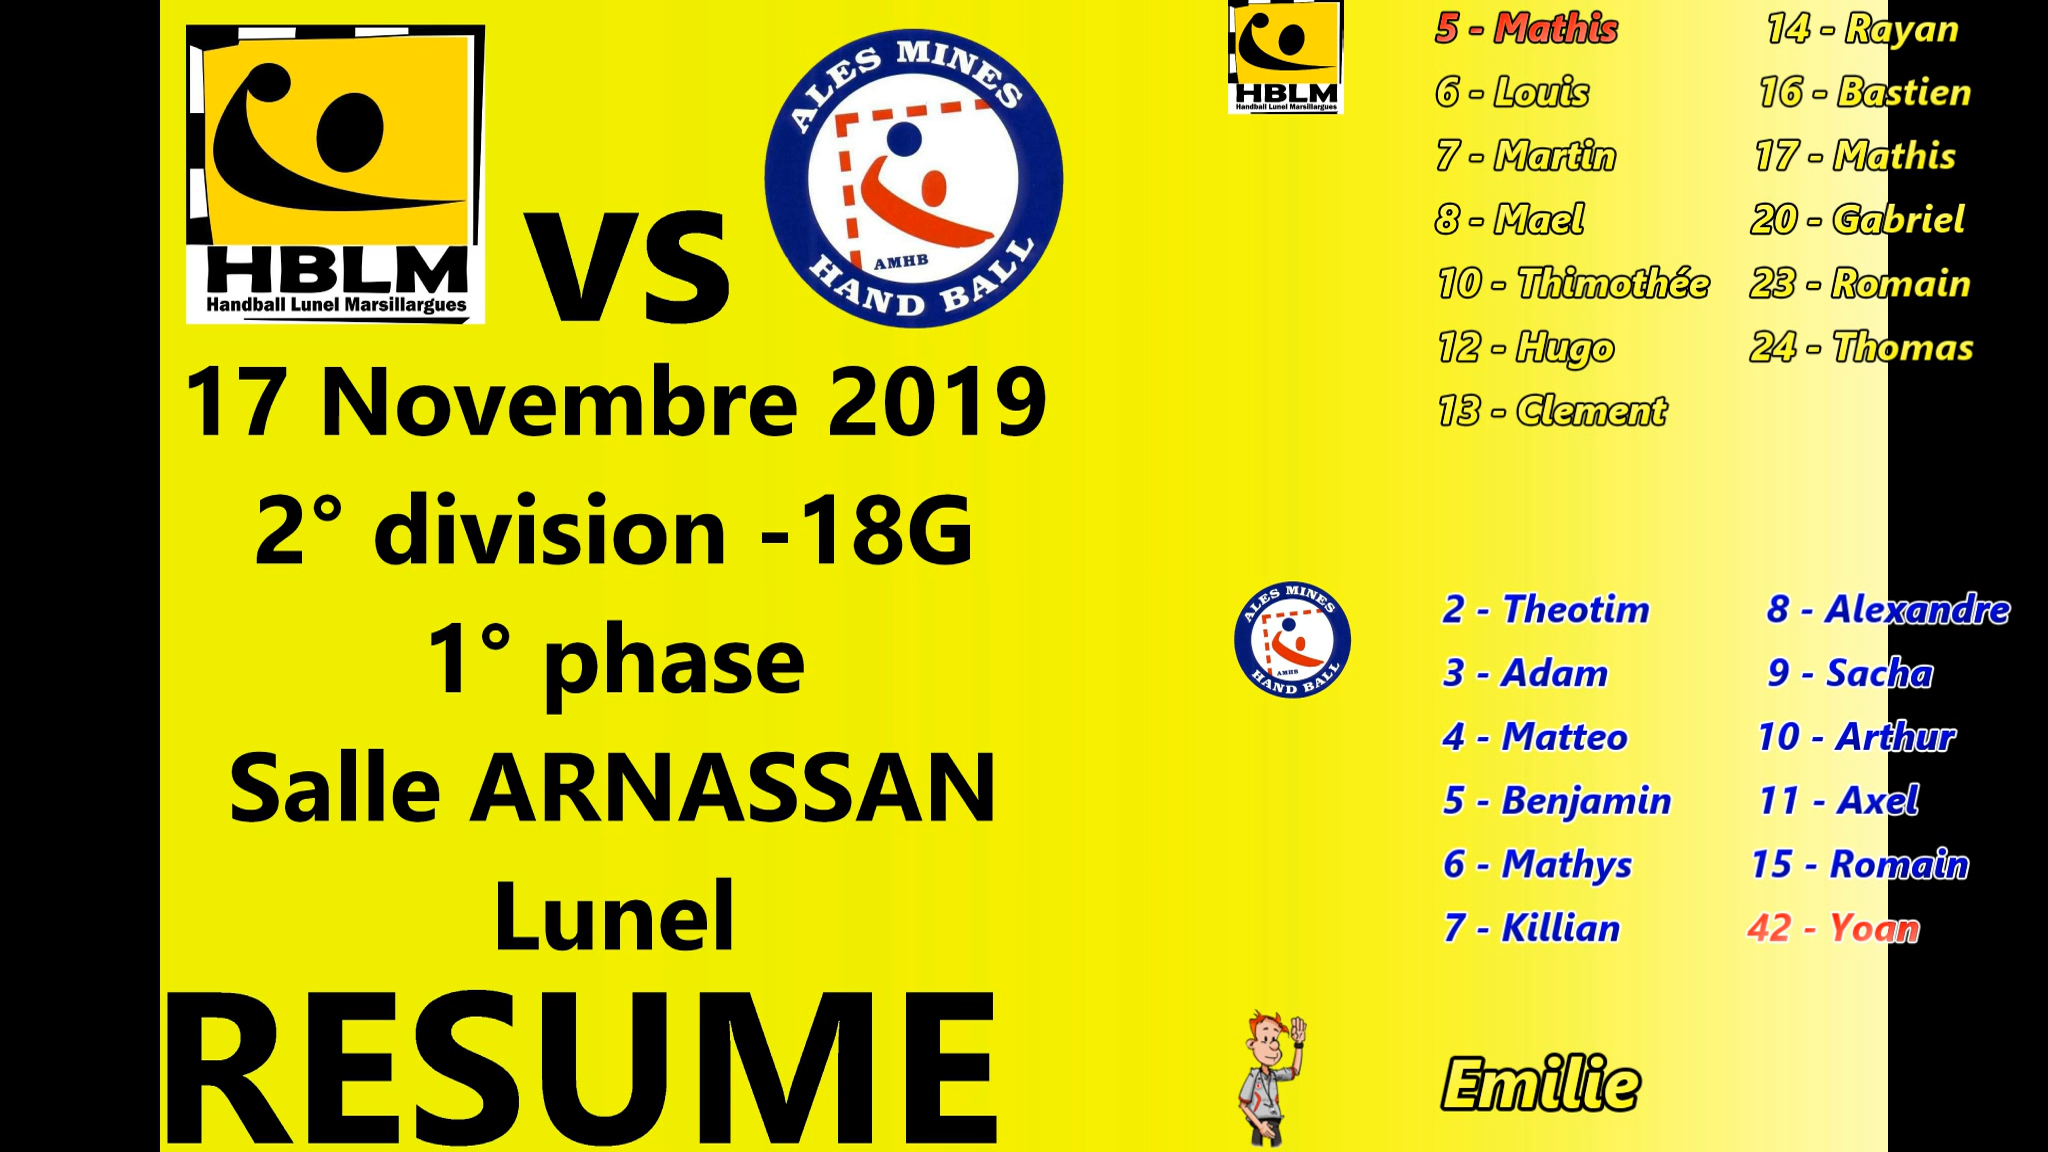 HBLM
Handball Lunel Marsillargues
VS
ALES MINES
AMHB
HAND BALL
17 Novembre 2019
2° division -18G
1° phase
Salle ARNASSAN
Lunel
RESUME
HBLM
Handball Lunel Marsillargues
5 - Mathis
6 - Louis
7 - Martin
8 - Mael
10 - Thimothée
12 - Hugo
13 - Clement
14 - Rayan
16 - Bastien
17 - Mathis
20 - Gabriel
23 - Romain
24 - Thomas
ALES MINES
AMHB
HAND BALL
2 - Theotim
3 - Adam
4 - Matteo
5 - Benjamin
6 - Mathys
7 - Killian
8 - Alexandre
9 - Sacha
10 - Arthur
11 - Axel
15 - Romain
42 - Yoan
Emilie